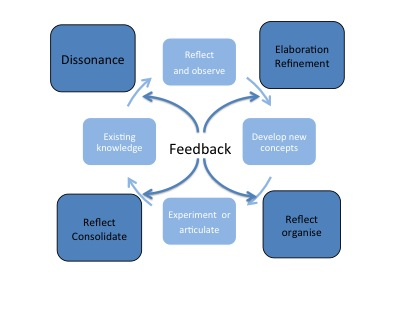 Dissonance
Reflect
and observe
Elaboration
Refinement
Existing
knowledge
Feedback
Develop new
concepts
Reflect
Consolidate
Experiment or
articulate
Reflect
organise